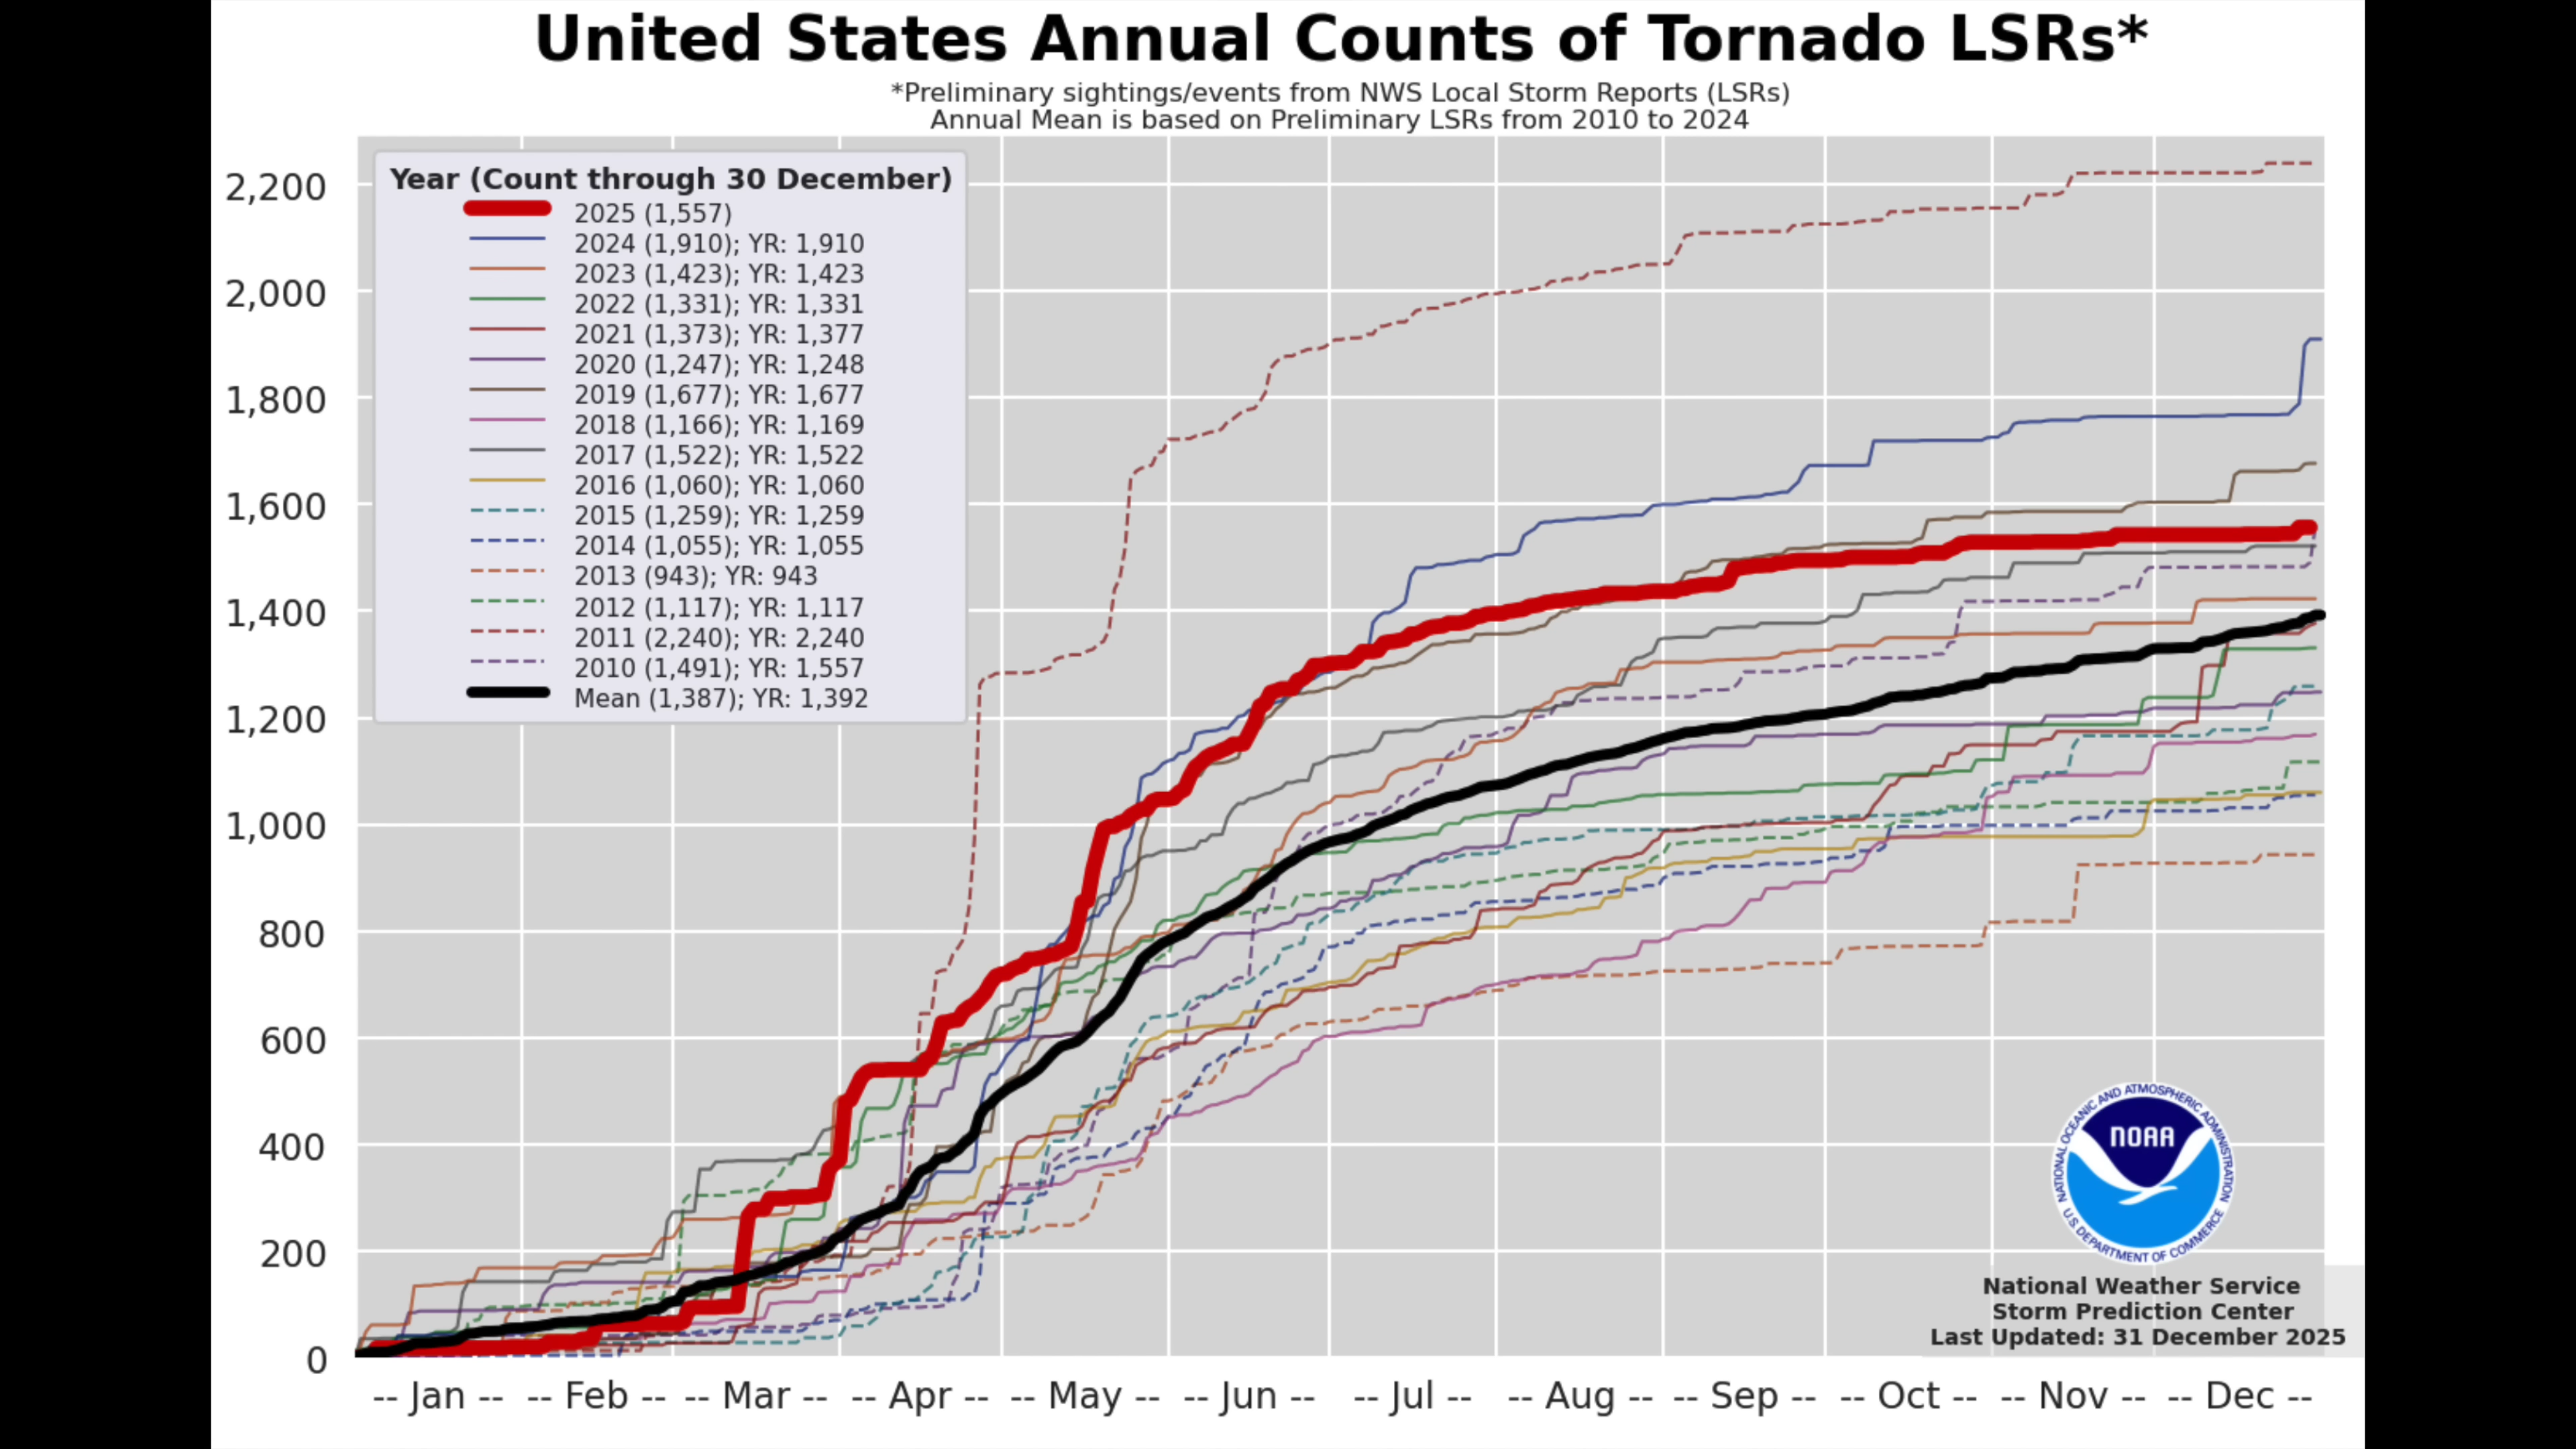 United States Annual Counts of Tornado LSRs*
*Preliminary sightings/events from NWS Local Storm Reports (LSRs)
Annual Mean is based on Preliminary LSRs from 2010 to 2024
Year (Count through 30 December)
2025 (1,557)
2024 (1,910); YR: 1,910
2023 (1,423); YR: 1,423
2022 (1,331); YR: 1,331
2021 (1,373); YR: 1,377
2020 (1,247); YR: 1,248
2019 (1,677); YR: 1,677
2018 (1,166); YR: 1,169
2017 (1,522); YR: 1,522
2016 (1,060); YR: 1,060
2015 (1,259); YR: 1,259
2014 (1,055); YR: 1,055
2013 (943); YR: 943
2012 (1,117); YR: 1,117
2011 (2,240); YR: 2,240
2010 (1,491); YR: 1,557
Mean (1,387); YR: 1,392
2,200
2,000
1,800
1,600
1,400
1,200
1,000
800
600
400
200
0
NATIONAL OCEANIC AND ATMOSPHERIC ADMINISTRATION
NOAA
U.S. DEPARTMENT OF COMMERCE
National Weather Service
Storm Prediction Center
Last Updated: 31 December 2025
-- Jan -- -- Feb -- -- Mar -- -- Apr -- -- May -- -- Jun -- -- Jul -- -- Aug -- -- Sep -- -- Oct -- -- Nov -- -- Dec --